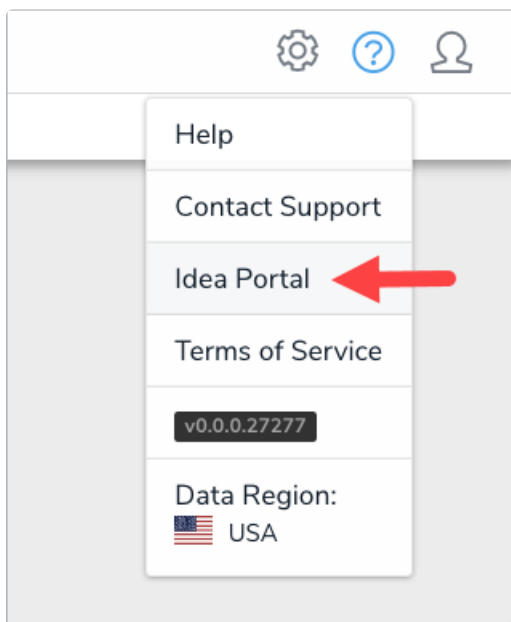 Help
Contact Support
Idea Portal
Terms of Service
v0.0.0.27277
Data Region:
USA